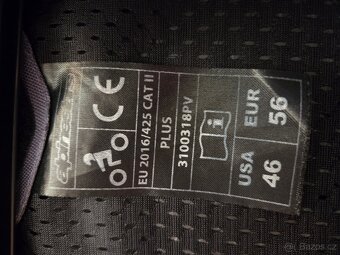 CE
EU 2016/425 CAT II
PLUS
3100318PV
EUR
56
USA
46